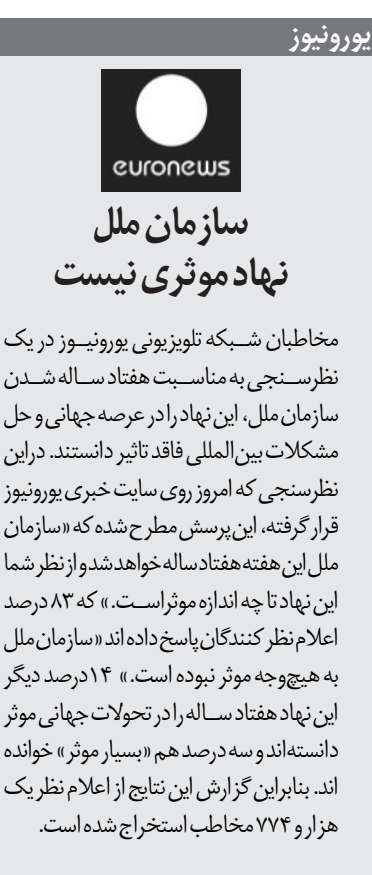 یورونیوز
euronews
سازمان ملل
نهاد موثری نیست
مخاطبان شبکه تلویزیونی یورونیوز در یک
نظرسنجی به مناسبت هفتاد ساله شدن
سازمان ملل، این نهاد را در عرصه جهانی و حل
مشکلات بین‌المللی فاقد تاثیر دانستند. دراین
نظرسنجی که امروز روی سایت خبری یورونیوز
قرار گرفته، این پرسش مطرح شده که «سازمان
ملل این هفته هفتاد ساله خواهد شد و از نظر شما
این نهاد تا چه اندازه موثر است.» که ۸۳ درصد
اعلام نظر کنندگان پاسخ داده اند «سازمان ملل
به هیچ‌وجه موثر نبوده است.» ۱۴ درصد دیگر
این نهاد هفتاد ساله را در تحولات جهانی موثر
دانسته‌اند و سه درصد هم «بسیار موثر» خوانده
اند. بنابراین گزارش این نتایج از اعلام نظر یک
هزار و ۷۷۴ مخاطب استخراج شده است.